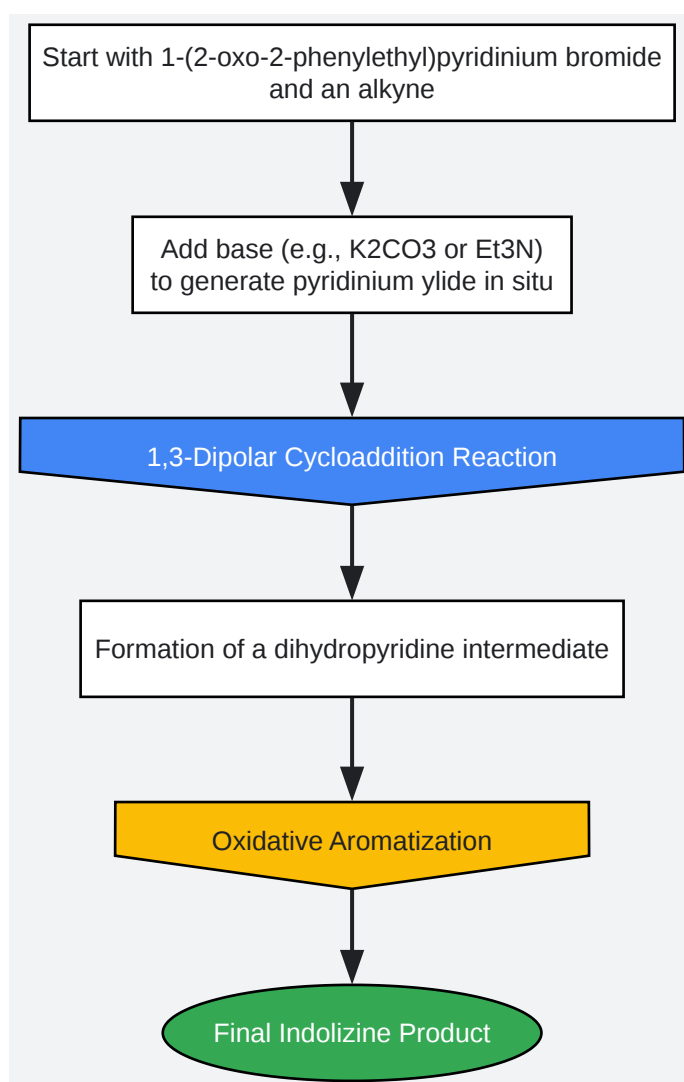 Start with 1-(2-oxo-2-phenylethyl)pyridinium bromide
and an alkyne
Add base (e.g., K2CO3 or Et3N)
to generate pyridinium ylide in situ
1,3-Dipolar Cycloaddition Reaction
Formation of a dihydropyridine intermediate
Oxidative Aromatization
Final Indolizine Product